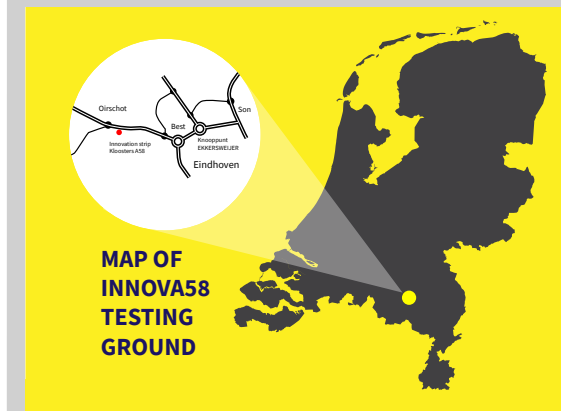 Oirschot
Son
Best
Innovation strip
Kloosters A58
Knooppunt
EKKERSWEIJER
Eindhoven
MAP OF
INNOVA58
TESTING
GROUND